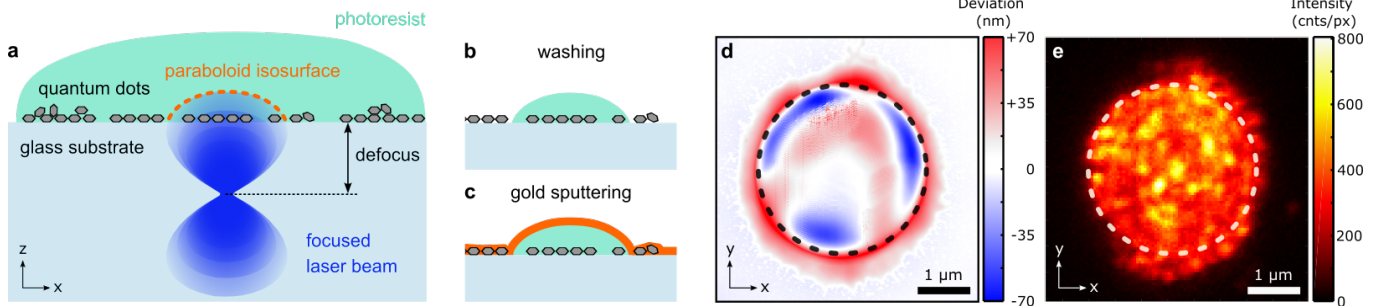 photoresist
a
paraboloid isosurface
quantum dots
glass substrate
defocus
focused
laser beam
z
x
b
washing
c
gold sputtering
d
Deviation
(nm)
+70
+35
0
-35
-70
y
x
1 µm
e
Intensity
(cnts/px)
800
600
400
200
0
y
x
1 µm